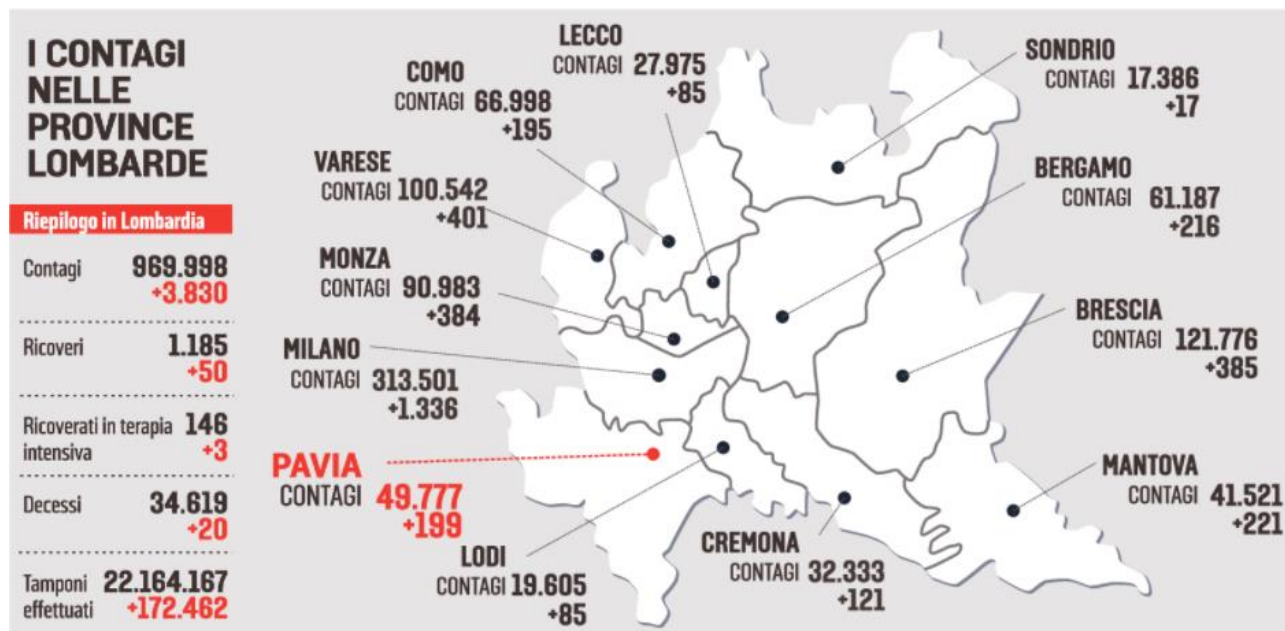 I CONTAGI
NELLE
PROVINCE
LOMBARDE
Riepilogo in Lombardia
Contagi 969.998
+3.830
Ricoveri 1.185
+50
Ricoverati in terapia 146
intensiva +3
Decessi 34.619
+20
Tamponi 22.164.167
effettuati +172.462
LECCO
CONTAGI 27.975
+85
COMO
CONTAGI 66.998
+195
VARESE
CONTAGI 100.542
+401
MONZA
CONTAGI 90.983
+384
MILANO
CONTAGI 313.501
+1.336
PAVIA
CONTAGI 49.777
+199
LODI
CONTAGI 19.605
+85
CREMONA
CONTAGI 32.333
+121
SONDRIO
CONTAGI 17.386
+17
BERGAMO
CONTAGI 61.187
+216
BRESCIA
CONTAGI 121.776
+385
MANTOVA
CONTAGI 41.521
+221